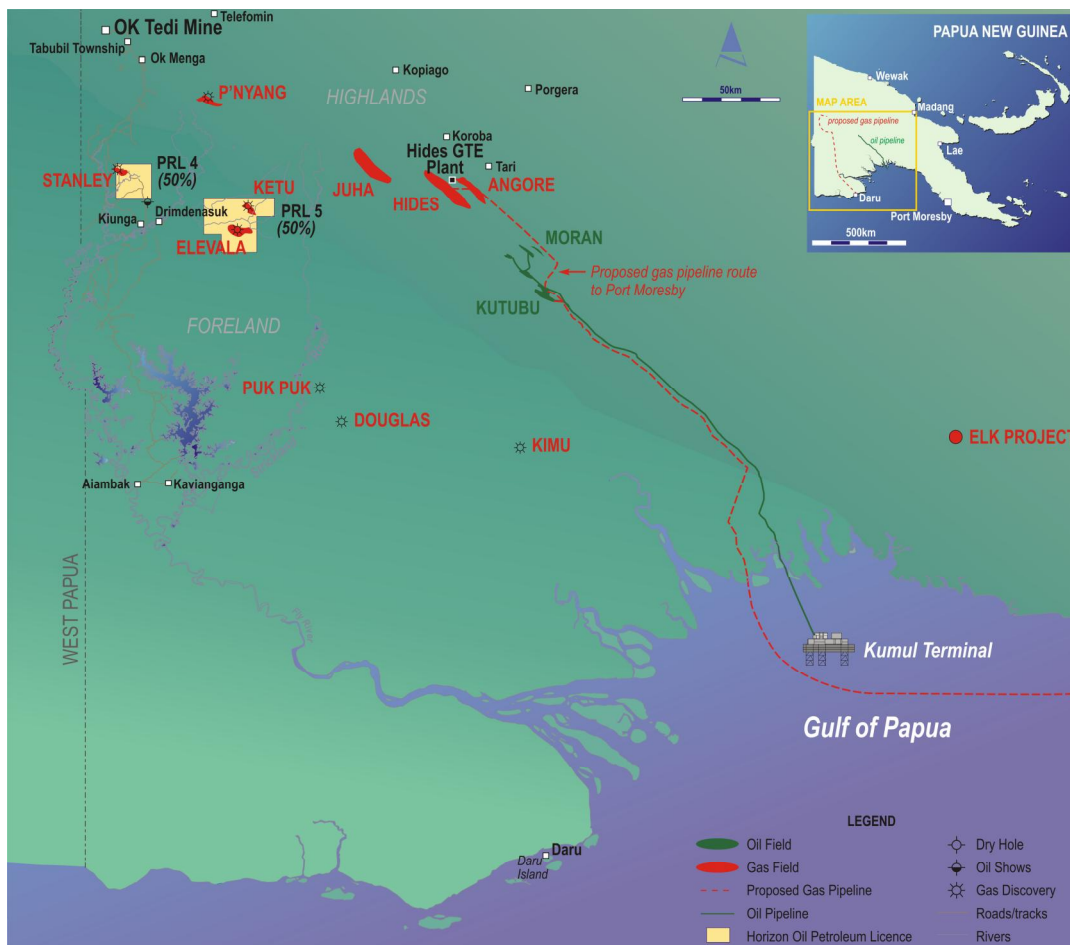 Telefomin
OK Tedi Mine
Tabubil Township
Ok Menga
P'NYANG
HIGHLANDS
Kopiago
Porgera
50km
Koroba
Hides GTE
Plant
Tari
STANLEY
PRL 4
(50%)
KETU
PRL 5
(50%)
ELEVALA
Kiunga
Drimdenasuk
JUHA
HIDES
ANGORE
MORAN
KUTUBU
Proposed gas pipeline route
to Port Moresby
FORELAND
PUK PUK
DOUGLAS
KIMU
ELK PROJECT
Aiambak
Kavianganga
WEST PAPUA
Kumul Terminal
Gulf of Papua
Daru
Daru
Island
PAPUA NEW GUINEA
Wewak
MAP AREA
Madang
proposed gas pipeline
oil pipeline
Lae
Daru
Port Moresby
500km
LEGEND
Oil Field
Gas Field
Proposed Gas Pipeline
Oil Pipeline
Horizon Oil Petroleum Licence
Dry Hole
Oil Shows
Gas Discovery
Roads/tracks
Rivers